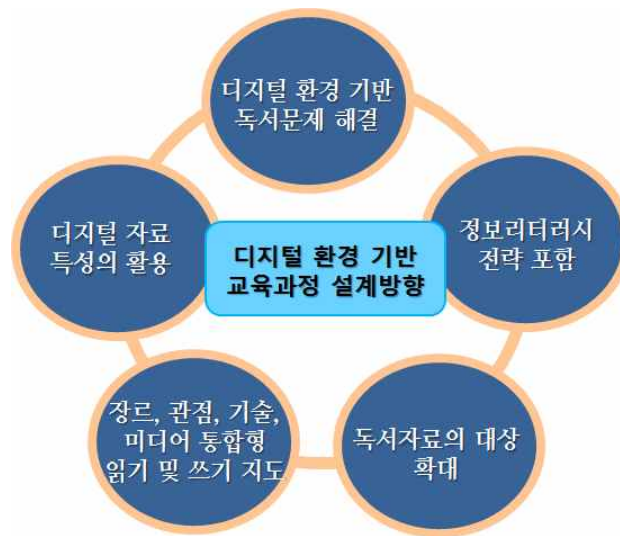 디지털 환경 기반
독서문제 해결
디지털 자료
특성의 활용
디지털 환경 기반
교육과정 설계방향
정보리터러시
전략 포함
장르, 관점, 기술,
미디어 통합형
읽기 및 쓰기 지도
독서자료의 대상
확대